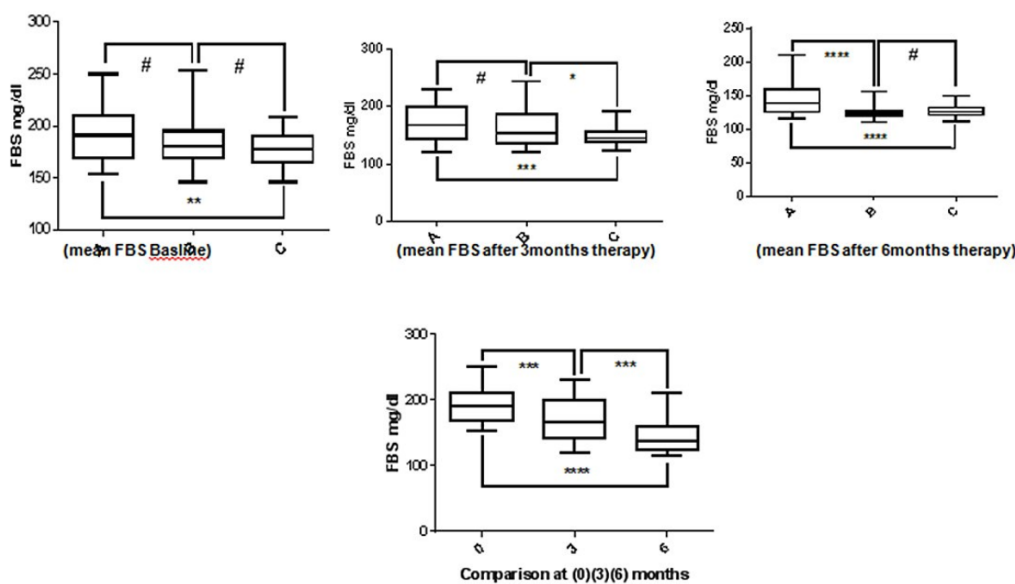 300
250
200
150
100
FBS mg/dl
#
#
**
A
B
C
(mean FBS Basline)
300
200
100
0
FBS mg/dl
#
*
***
A
B
C
(mean FBS after 3months therapy)
250
200
150
100
50
0
FBS mg/dl
****
#
****
A
B
C
(mean FBS after 6months therapy)
300
200
100
0
FBS mg/dl
***
***
****
0
3
6
Comparison at (0)(3)(6) months